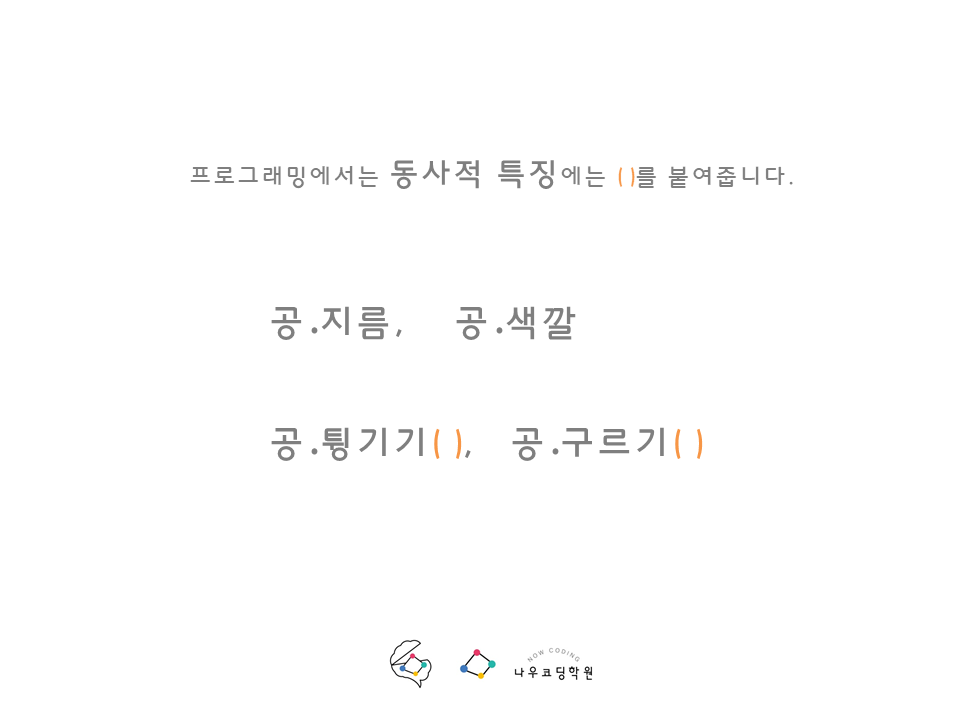 프로그래밍에서는 동사적 특징에는 ( )를 붙여줍니다.
공.지름, 공.색깔
공.튕기기( ), 공.구르기( )
NOW CODING
나우코딩학원